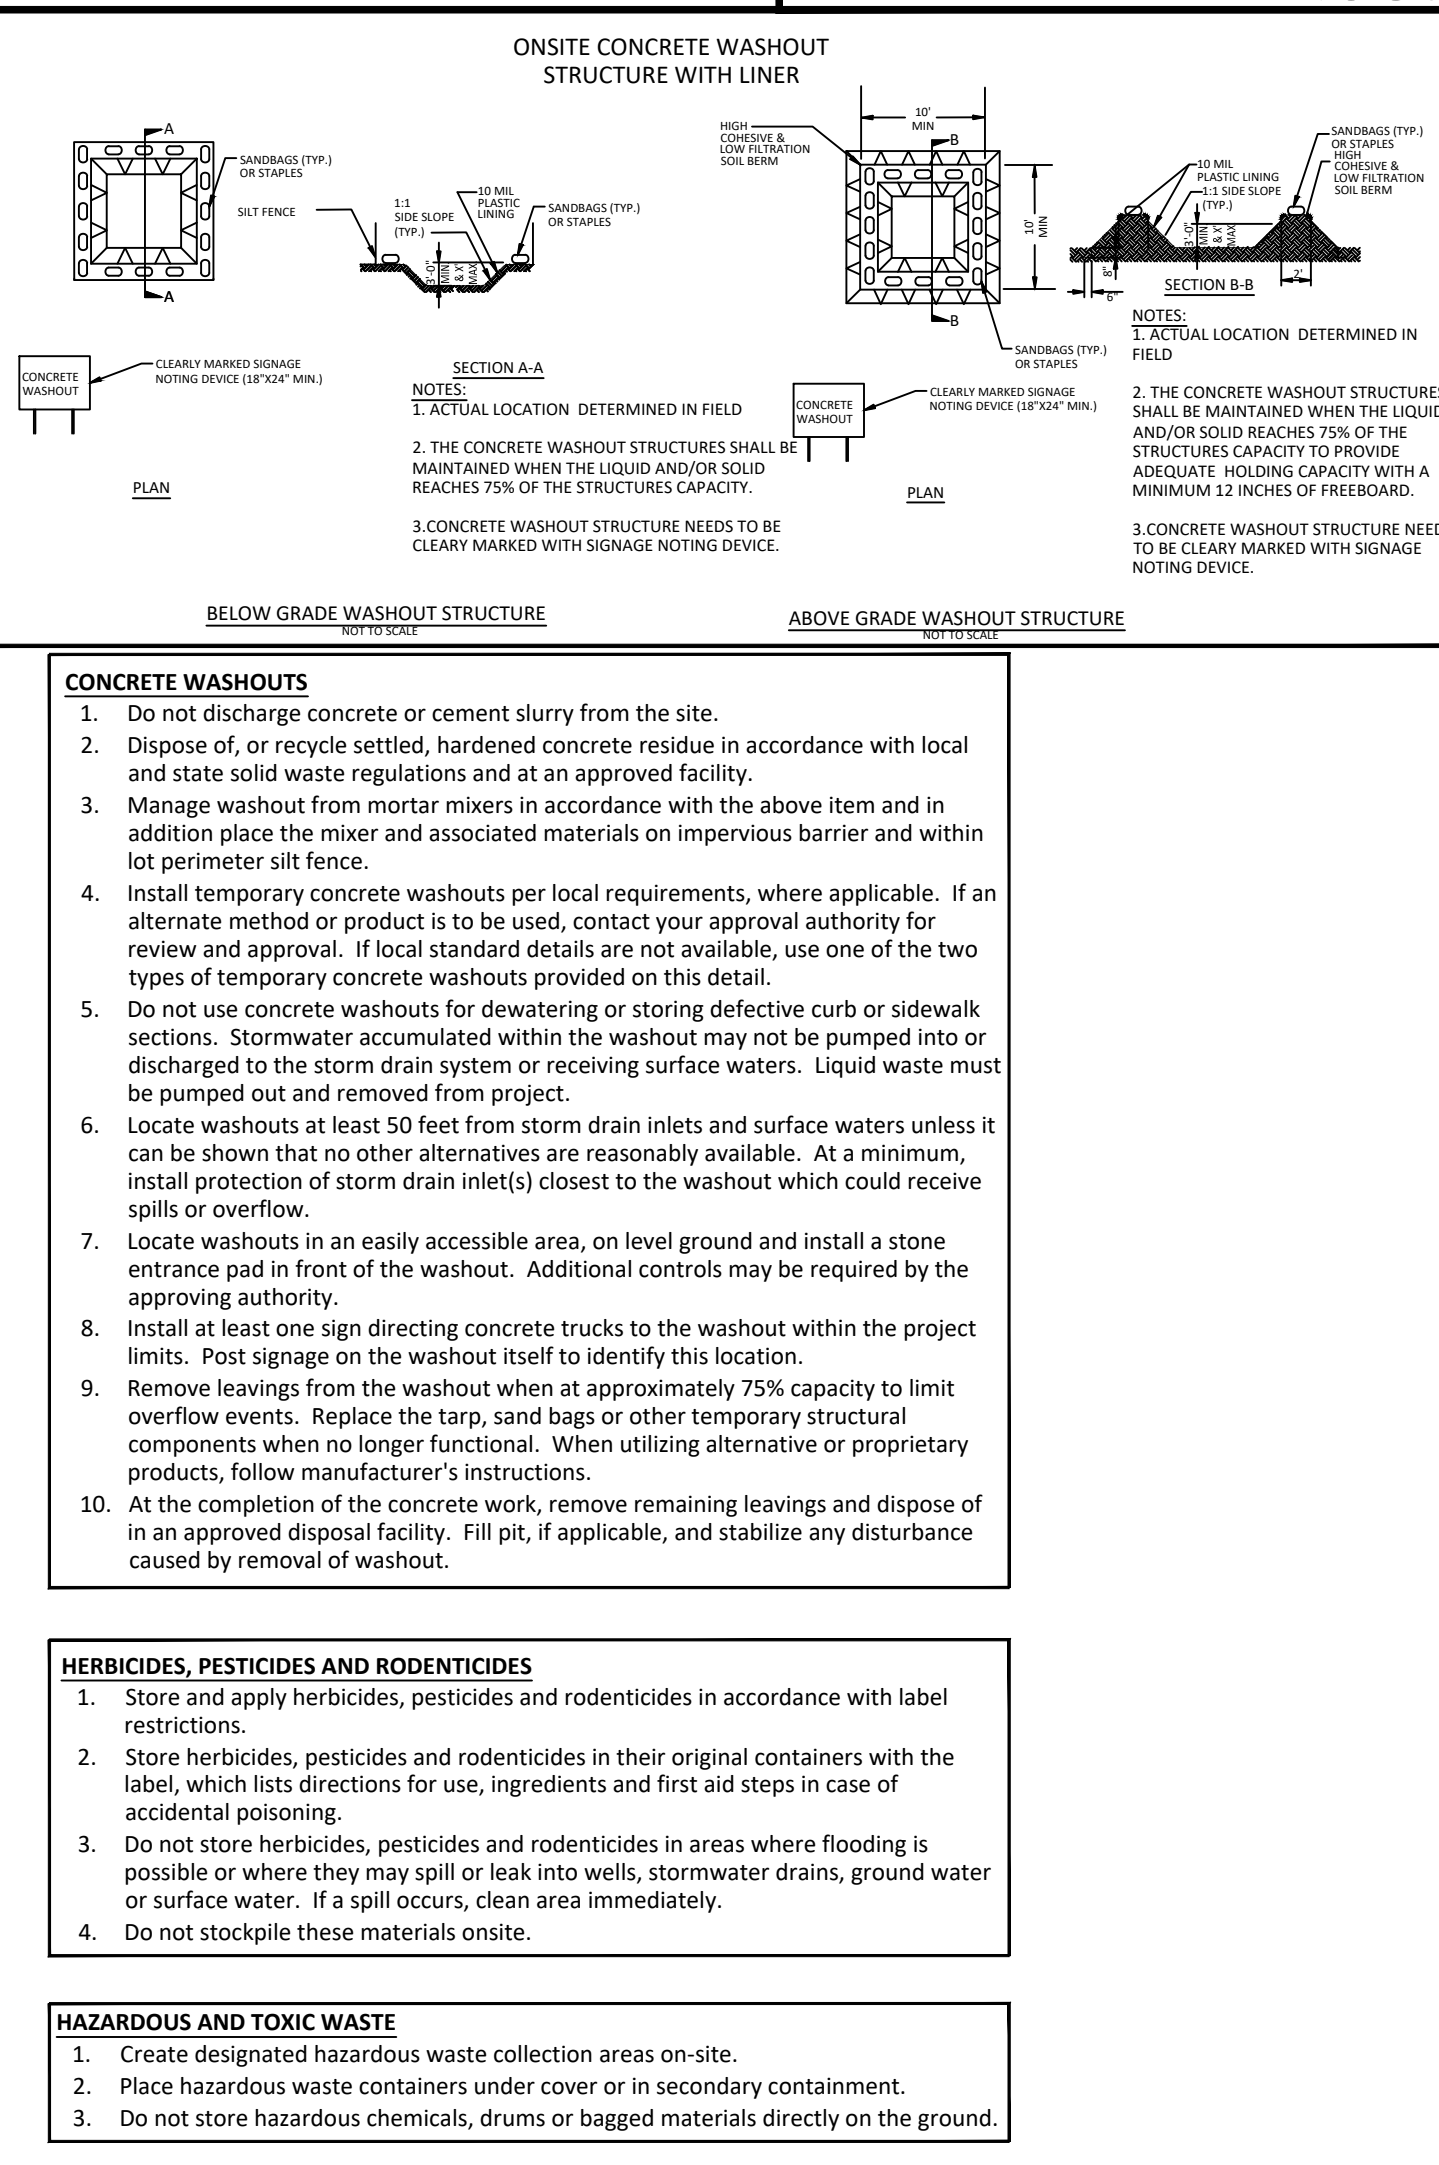 ONSITE CONCRETE WASHOUT
STRUCTURE WITH LINER
A
SANDBAGS (TYP.)
OR STAPLES
A
SILT FENCE
1:1
SIDE SLOPE
(TYP.)
10 MIL
PLASTIC
LINING
SANDBAGS (TYP.)
OR STAPLES
3'-0"
MIN
& X'
MAX
CONCRETE
WASHOUT
CLEARLY MARKED SIGNAGE
NOTING DEVICE (18"X24" MIN.)
PLAN
SECTION A-A
NOTES:
1. ACTUAL LOCATION DETERMINED IN FIELD
2. THE CONCRETE WASHOUT STRUCTURES SHALL BE
MAINTAINED WHEN THE LIQUID AND/OR SOLID
REACHES 75% OF THE STRUCTURES CAPACITY.
3.CONCRETE WASHOUT STRUCTURE NEEDS TO BE
CLEARY MARKED WITH SIGNAGE NOTING DEVICE.
BELOW GRADE WASHOUT STRUCTURE
NOT TO SCALE
HIGH
COHESIVE &
LOW FILTRATION
SOIL BERM
10'
MIN
B
10'
MIN
B
SANDBAGS (TYP.)
OR STAPLES
CONCRETE
WASHOUT
CLEARLY MARKED SIGNAGE
NOTING DEVICE (18"X24" MIN.)
PLAN
10 MIL
PLASTIC LINING
1:1 SIDE SLOPE
(TYP.)
SANDBAGS (TYP.)
OR STAPLES
HIGH
COHESIVE &
LOW FILTRATION
SOIL BERM
3'-0"
MIN
& X'
MAX
8"
6"
2'
SECTION B-B
NOTES:
1. ACTUAL LOCATION DETERMINED IN
FIELD
2. THE CONCRETE WASHOUT STRUCTURES
SHALL BE MAINTAINED WHEN THE LIQUID
AND/OR SOLID REACHES 75% OF THE
STRUCTURES CAPACITY TO PROVIDE
ADEQUATE HOLDING CAPACITY WITH A
MINIMUM 12 INCHES OF FREEBOARD.
3.CONCRETE WASHOUT STRUCTURE NEED
TO BE CLEARY MARKED WITH SIGNAGE
NOTING DEVICE.
ABOVE GRADE WASHOUT STRUCTURE
NOT TO SCALE
CONCRETE WASHOUTS
1. Do not discharge concrete or cement slurry from the site.
2. Dispose of, or recycle settled, hardened concrete residue in accordance with local
and state solid waste regulations and at an approved facility.
3. Manage washout from mortar mixers in accordance with the above item and in
addition place the mixer and associated materials on impervious barrier and within
lot perimeter silt fence.
4. Install temporary concrete washouts per local requirements, where applicable. If an
alternate method or product is to be used, contact your approval authority for
review and approval. If local standard details are not available, use one of the two
types of temporary concrete washouts provided on this detail.
5. Do not use concrete washouts for dewatering or storing defective curb or sidewalk
sections. Stormwater accumulated within the washout may not be pumped into or
discharged to the storm drain system or receiving surface waters. Liquid waste must
be pumped out and removed from project.
6. Locate washouts at least 50 feet from storm drain inlets and surface waters unless it
can be shown that no other alternatives are reasonably available. At a minimum,
install protection of storm drain inlet(s) closest to the washout which could receive
spills or overflow.
7. Locate washouts in an easily accessible area, on level ground and install a stone
entrance pad in front of the washout. Additional controls may be required by the
approving authority.
8. Install at least one sign directing concrete trucks to the washout within the project
limits. Post signage on the washout itself to identify this location.
9. Remove leavings from the washout when at approximately 75% capacity to limit
overflow events. Replace the tarp, sand bags or other temporary structural
components when no longer functional. When utilizing alternative or proprietary
products, follow manufacturer's instructions.
10. At the completion of the concrete work, remove remaining leavings and dispose of
in an approved disposal facility. Fill pit, if applicable, and stabilize any disturbance
caused by removal of washout.
HERBICIDES, PESTICIDES AND RODENTICIDES
1. Store and apply herbicides, pesticides and rodenticides in accordance with label
restrictions.
2. Store herbicides, pesticides and rodenticides in their original containers with the
label, which lists directions for use, ingredients and first aid steps in case of
accidental poisoning.
3. Do not store herbicides, pesticides and rodenticides in areas where flooding is
possible or where they may spill or leak into wells, stormwater drains, ground water
or surface water. If a spill occurs, clean area immediately.
4. Do not stockpile these materials onsite.
HAZARDOUS AND TOXIC WASTE
1. Create designated hazardous waste collection areas on-site.
2. Place hazardous waste containers under cover or in secondary containment.
3. Do not store hazardous chemicals, drums or bagged materials directly on the ground.